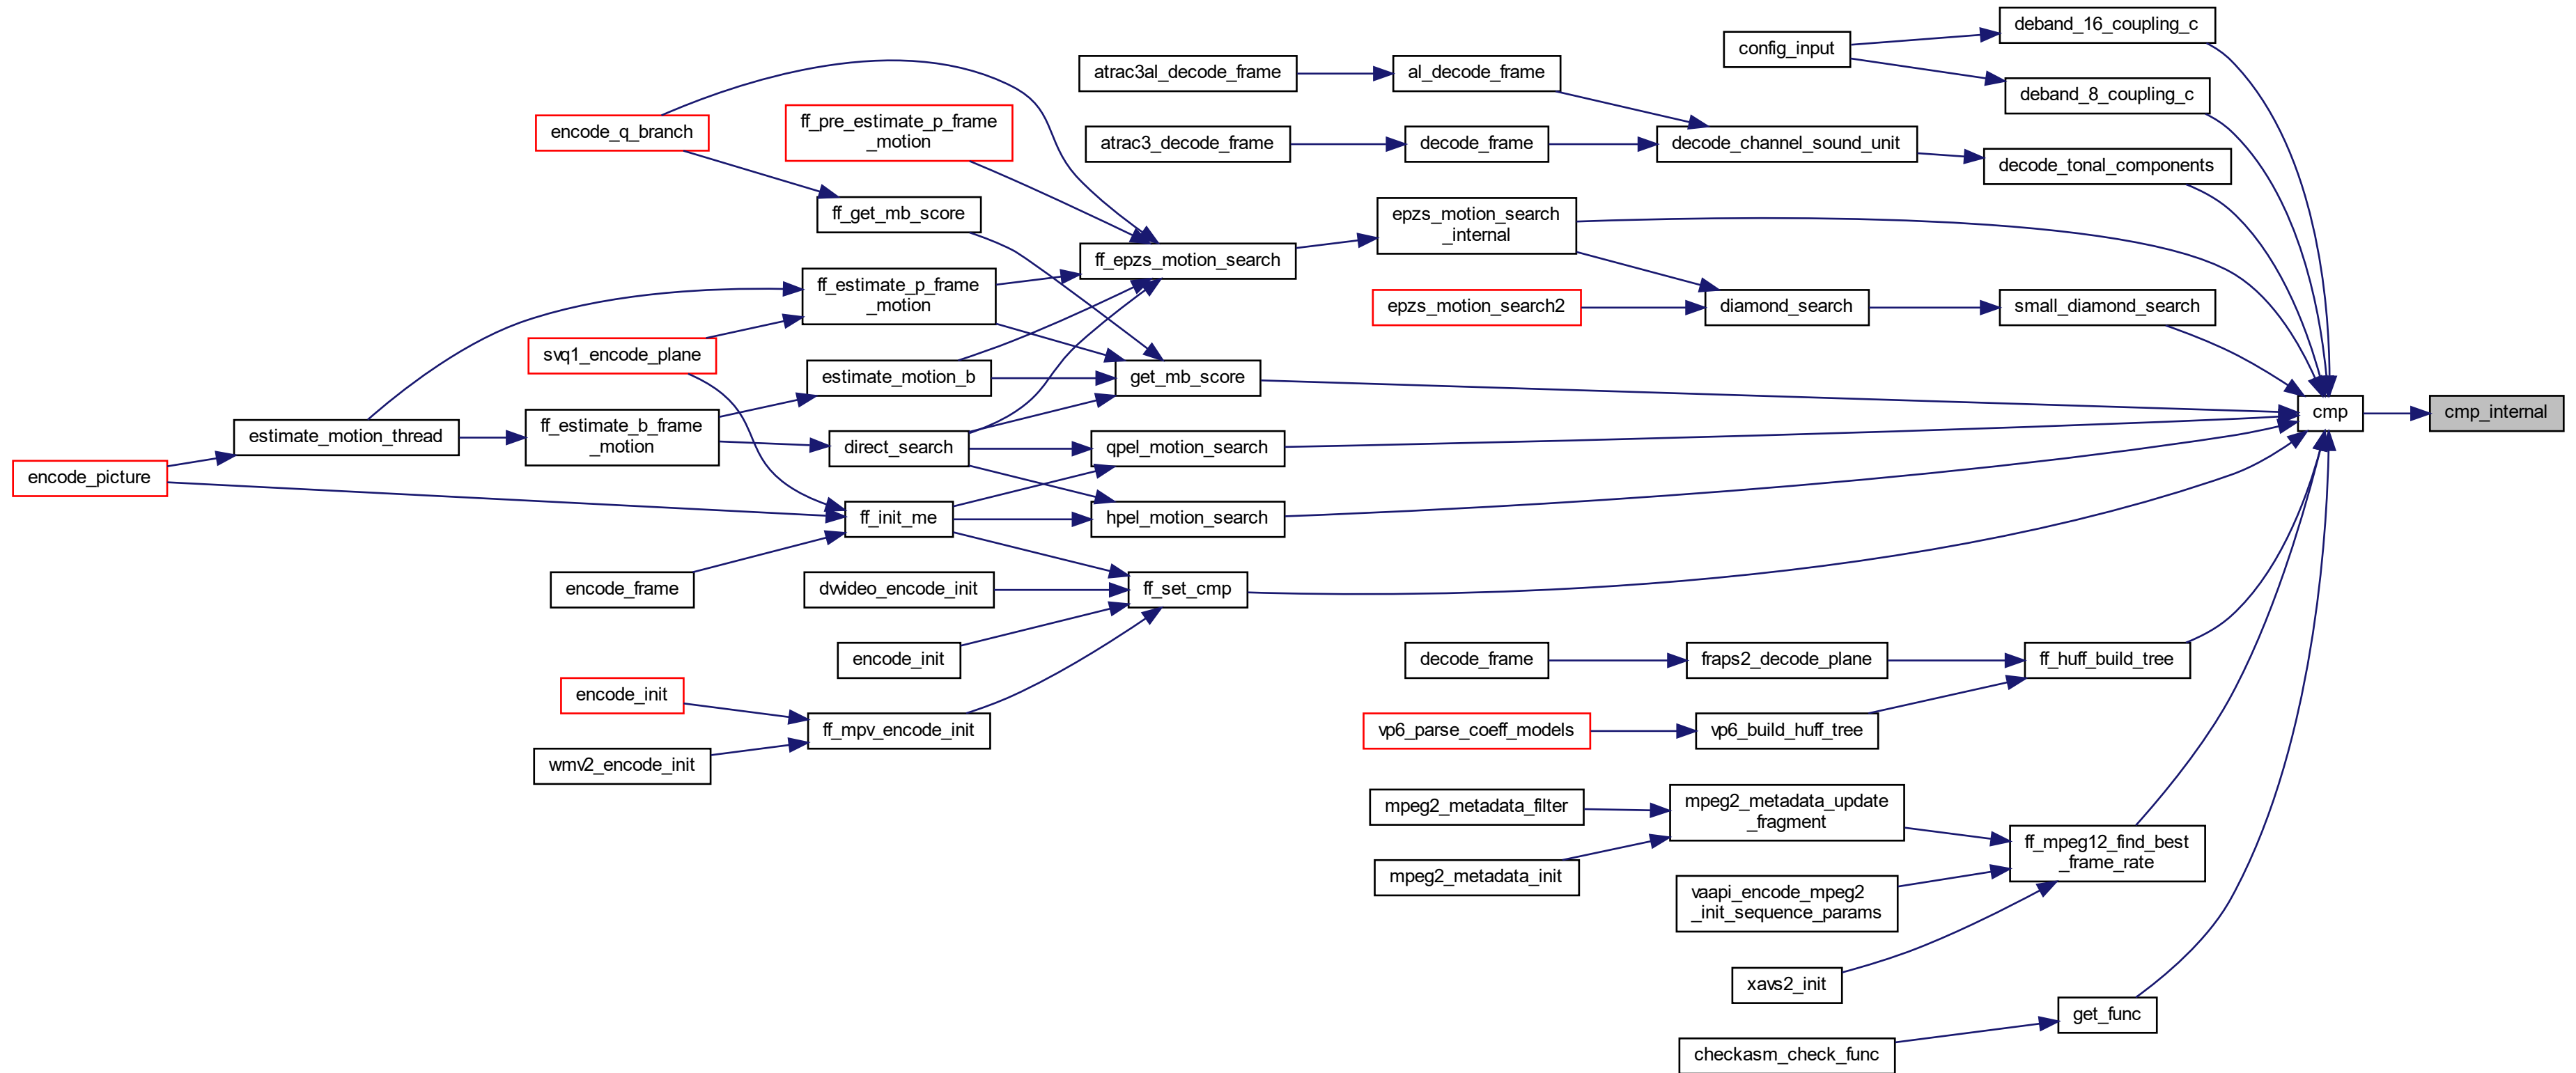 deband_16_coupling_c
config_input
atrac3al_decode_frame
al_decode_frame
deband_8_coupling_c
encode_q_branch
ff_pre_estimate_p_frame
_motion
atrac3_decode_frame
decode_frame
decode_channel_sound_unit
decode_tonal_components
ff_get_mb_score
epzs_motion_search
_internal
ff_epzs_motion_search
ff_estimate_p_frame
_motion
epzs_motion_search2
diamond_search
small_diamond_search
svq1_encode_plane
estimate_motion_b
get_mb_score
cmp
cmp_internal
estimate_motion_thread
ff_estimate_b_frame
_motion
direct_search
qpel_motion_search
encode_picture
ff_init_me
hpel_motion_search
encode_frame
dvvideo_encode_init
ff_set_cmp
encode_init
decode_frame
fraps2_decode_plane
ff_huff_build_tree
encode_init
ff_mpv_encode_init
vp6_parse_coeff_models
vp6_build_huff_tree
wmv2_encode_init
mpeg2_metadata_filter
mpeg2_metadata_update
_fragment
ff_mpeg12_find_best
_frame_rate
mpeg2_metadata_init
vaapi_encode_mpeg2
_init_sequence_params
xavs2_init
get_func
checkasm_check_func